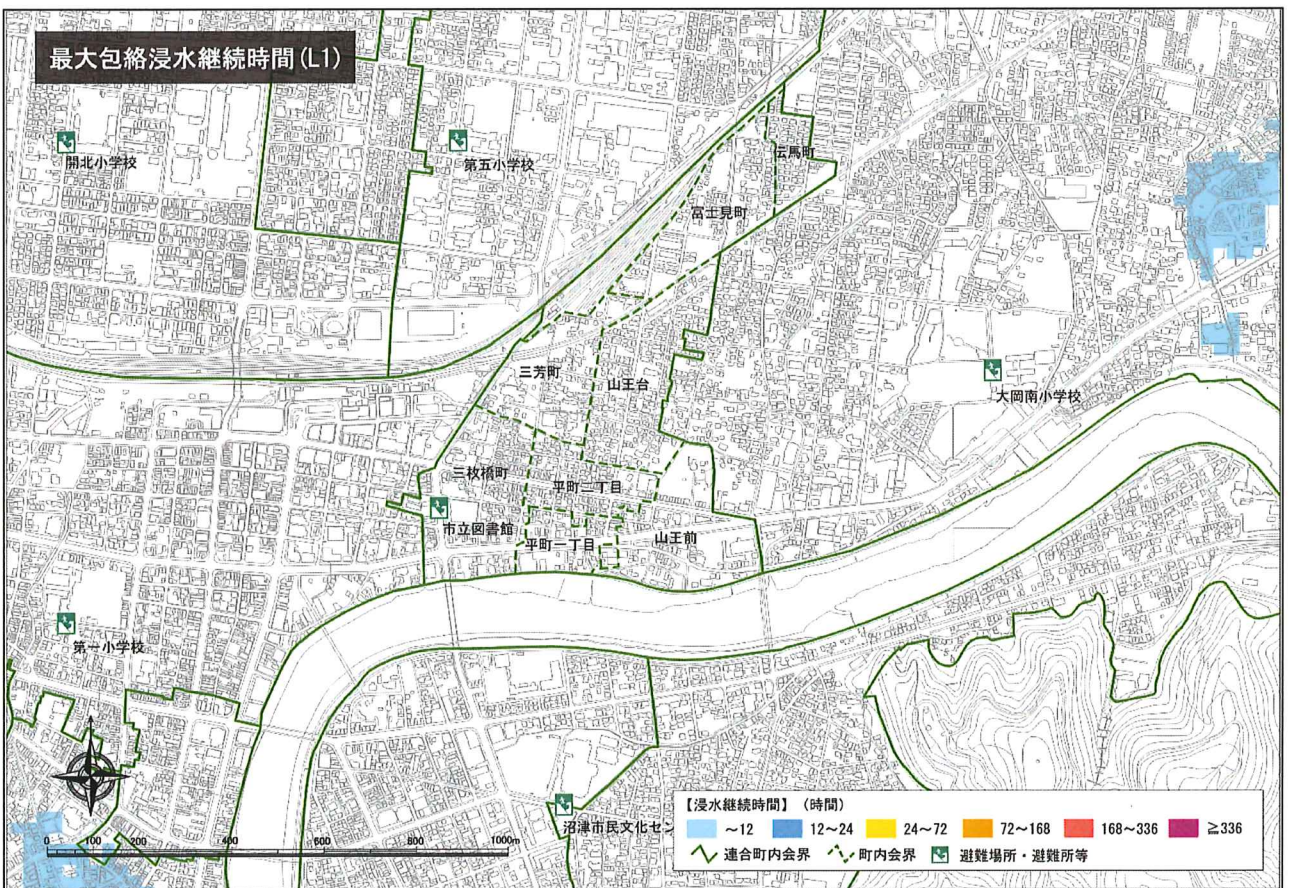 最大包絡浸水継続時間(L1)
開北小学校
第五小学校
伝馬町
冨士見町
三芳町
山王台
大岡南小学校
三枚橋町
平町二丁目
市立図書館
平町一丁目
山王前
第一小学校
沼津市民文化セン
0m 100 200 400 800 1000m
【浸水継続時間】(時間)
～12 12～24 24～72 72～168 168～336 ≧336
連合町内会界 町内会界 避難場所・避難所等